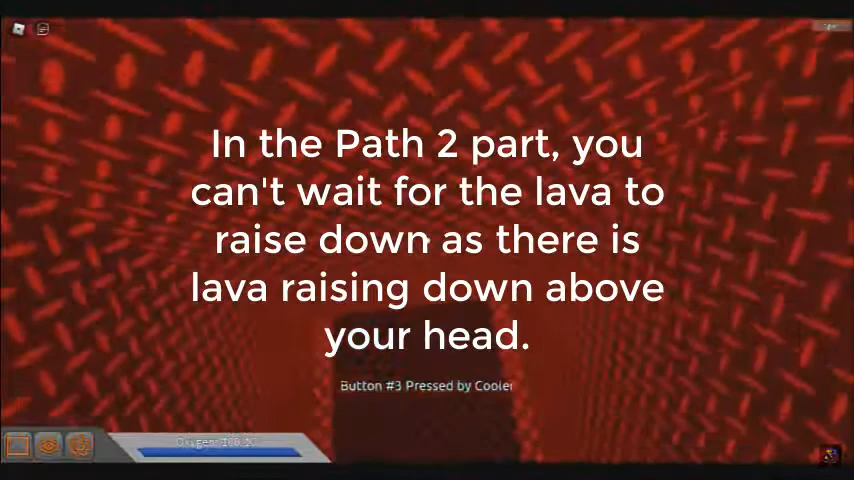 In the Path 2 part, you
can't wait for the lava to
raise down as there is
lava raising down above
your head.
Button #3 Pressed by Cooler
Oxygen: